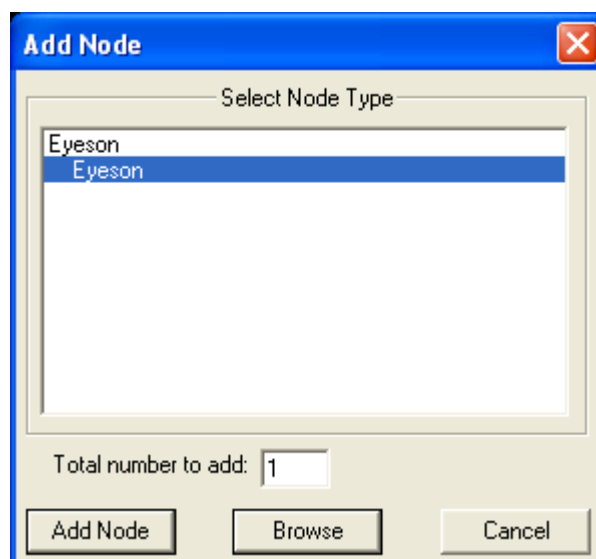 Add Node
Select Node Type
Eyeson
Eyeson
Total number to add: 1
Add Node Browse Cancel